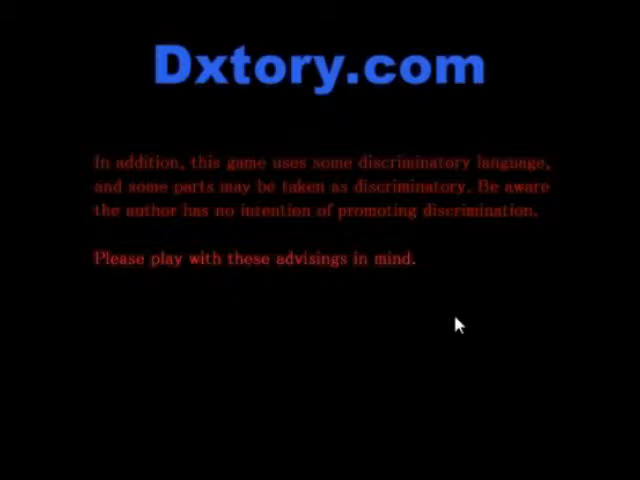 Dxtory.com
In addition, this game uses some discriminatory language,
and some parts may be taken as discriminatory. Be aware
the author has no intention of promoting discrimination.
Please play with these advisings in mind.